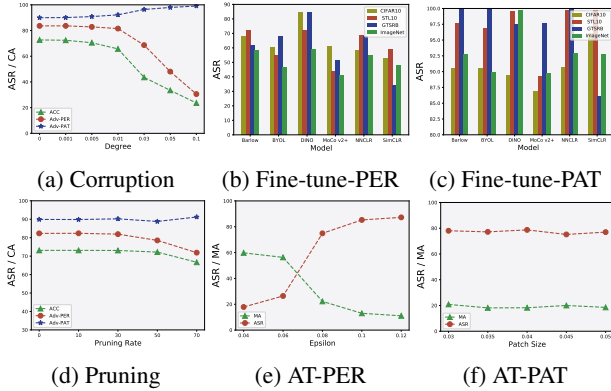 ASR / CA
100
80
60
40
20
0
ACC
Adv-PER
Adv-PAT
0 0.001 0.005 0.01 0.03 0.05 0.1
Degree
(a) Corruption
ASR / MA
90
80
70
60
50
40
30
20
10
0
CIFAR10
STL10
GTSRB
ImageNet
Barlow BYOL DINO MoCo v2+ NNCLR SimCLR
Model
(b) Fine-tune-PER
ASR / MA
100.0
97.5
95.0
92.5
90.0
87.5
85.0
82.5
80.0
CIFAR10
STL10
GTSRB
ImageNet
Barlow BYOL DINO MoCo v2+ NNCLR SimCLR
Model
(c) Fine-tune-PAT
ASR / CA
100
90
80
70
60
50
40
30
ACC
Adv-PER
Adv-PAT
0 10 30 50 70
Pruning Rate
(d) Pruning
ASR / MA
100
80
60
40
20
0
MA
ASR
0.04 0.06 0.08 0.1 0.12
Epsilon
(e) AT-PER
ASR / MA
100
80
60
40
20
0
MA
ASR
0.03 0.035 0.04 0.045 0.05
Patch Size
(f) AT-PAT